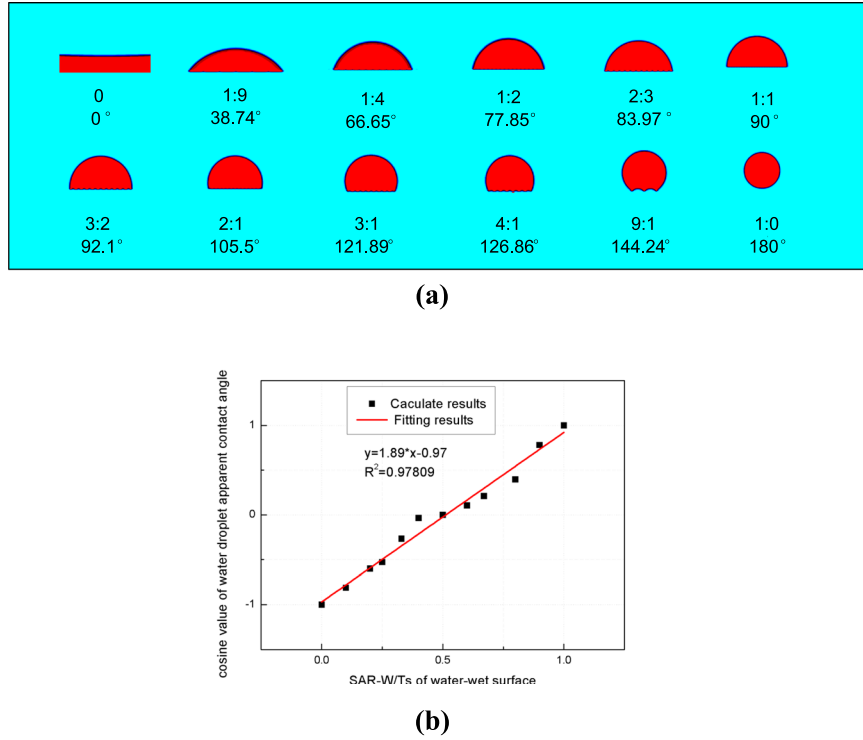 0 1:9 1:4 1:2 2:3 1:1
0° 38.74° 66.65° 77.85° 83.97° 90°
3:2 2:1 3:1 4:1 9:1 1:0
92.1° 105.5° 121.89° 126.86° 144.24° 180°
(a)
cosine value of water droplet apparent contact angle
Caculate results
Fitting results
y=1.89*x-0.97
R²=0.97809
1
0
-1
0.0 0.5 1.0
SAR-W/Ts of water-wet surface
(b)